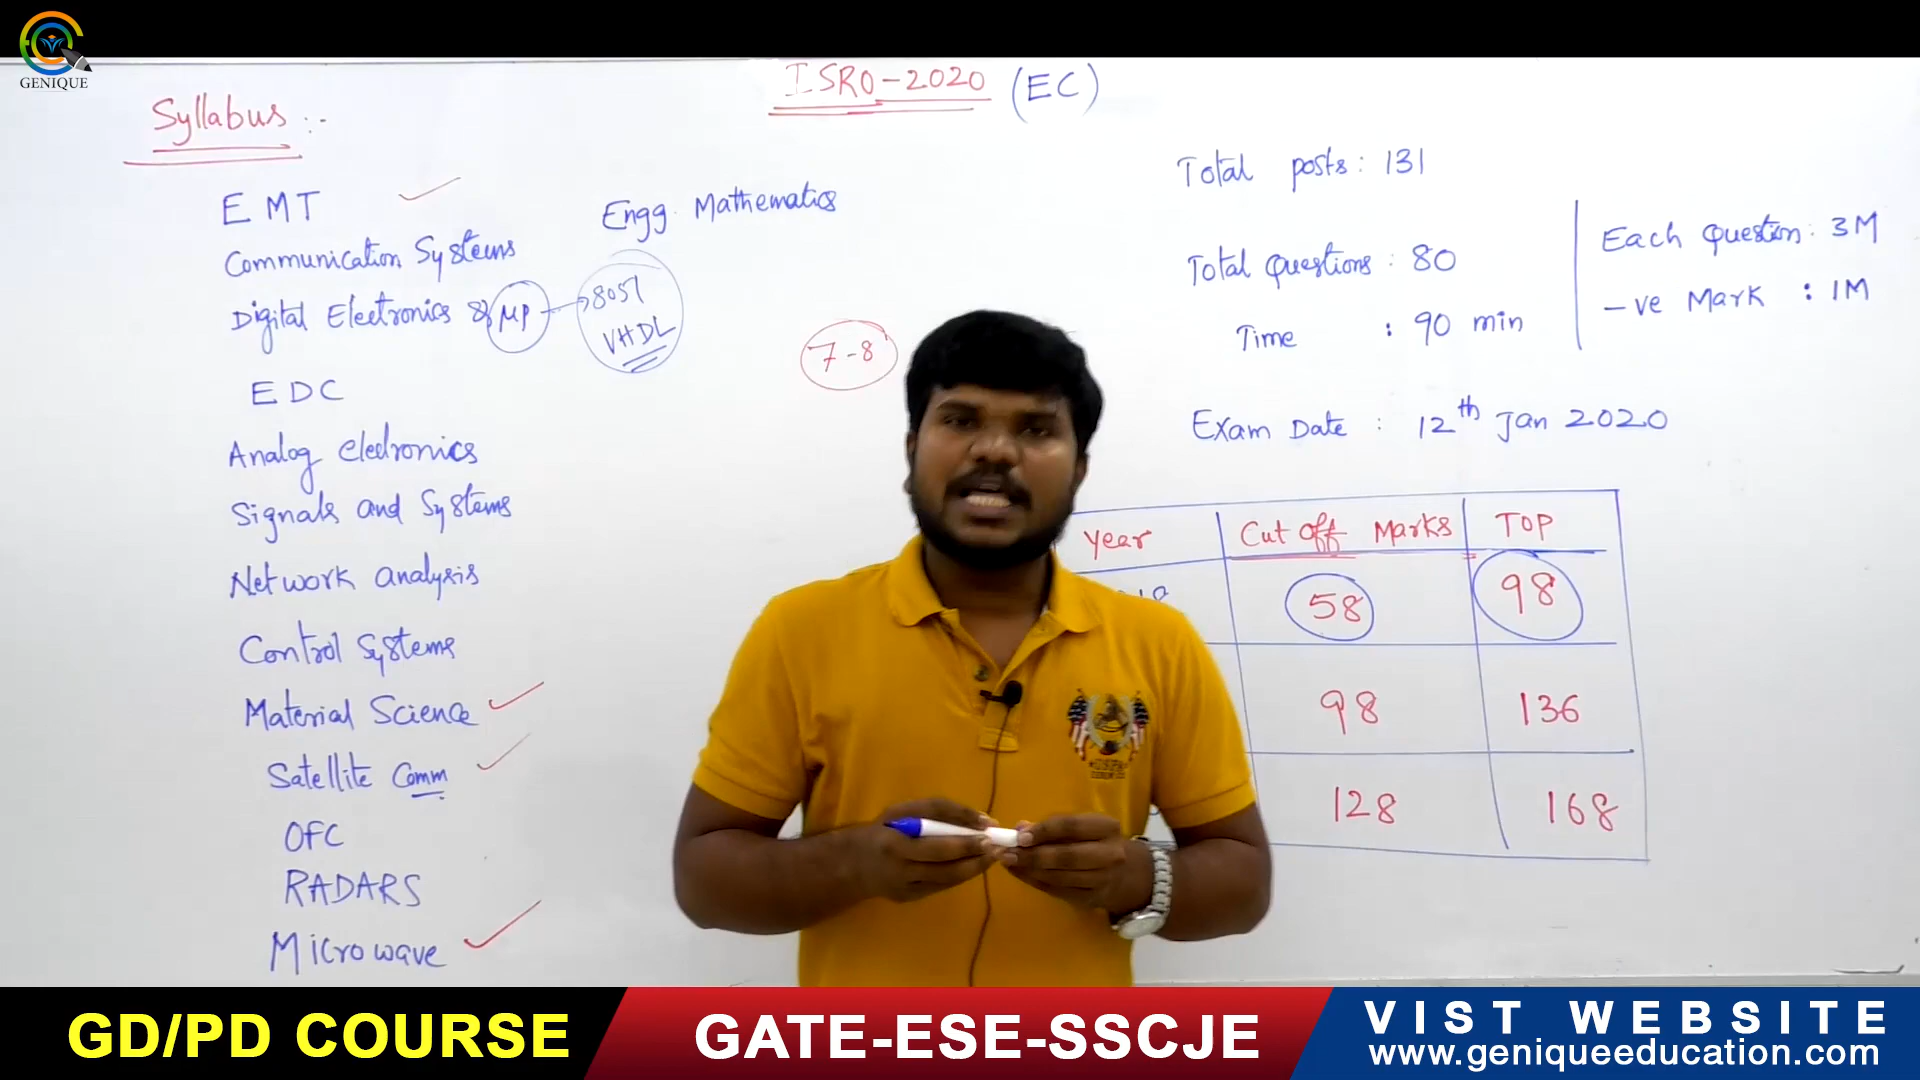 GENIQUE
ISRO-2020 (EC)
Syllabus :-
EMT
Communication Systems
Digital Electronics & MP
8051
VHDL
EDC
Analog electronics
Signals and Systems
Network analysis
Control Systems
Material Science
Satellite Comm
OFC
RADARS
Microwave
Engg. Mathematics
7-8
Total posts : 131
Total Questions : 80
Time : 90 min
Each Question : 3M
-ve Mark : 1M
Exam Date : 12th Jan 2020
Year Cut off Marks TOP
58 98
98 136
128 168
GD/PD COURSE
GATE-ESE-SSCJE
VIST WEBSITE
www.geniqueeducation.com